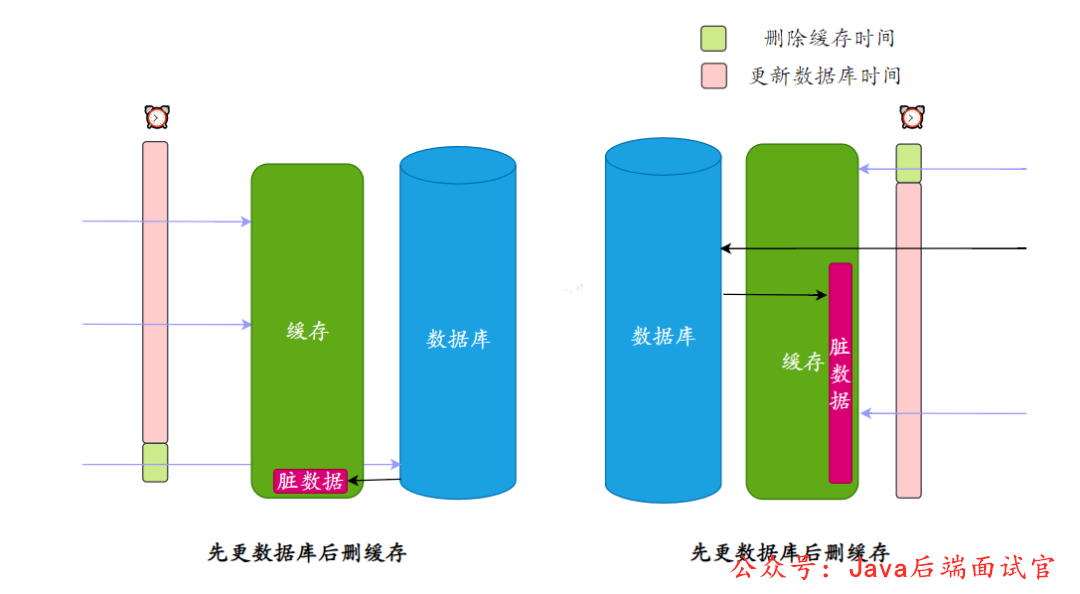 删除缓存时间
更新数据库时间
缓存
数据库
脏数据
先更数据库后删缓存
数据库
缓存
脏数据
先更数据库后删缓存
公众号：Java后端面试官